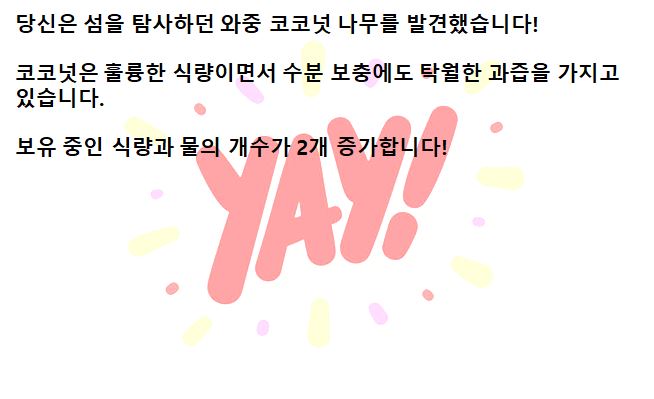 당신은 섬을 탐사하던 와중 코코넛 나무를 발견했습니다!
코코넛은 훌륭한 식량이면서 수분 보충에도 탁월한 과즙을 가지고
있습니다.
보유 중인 식량과 물의 개수가 2개 증가합니다!
YAY!